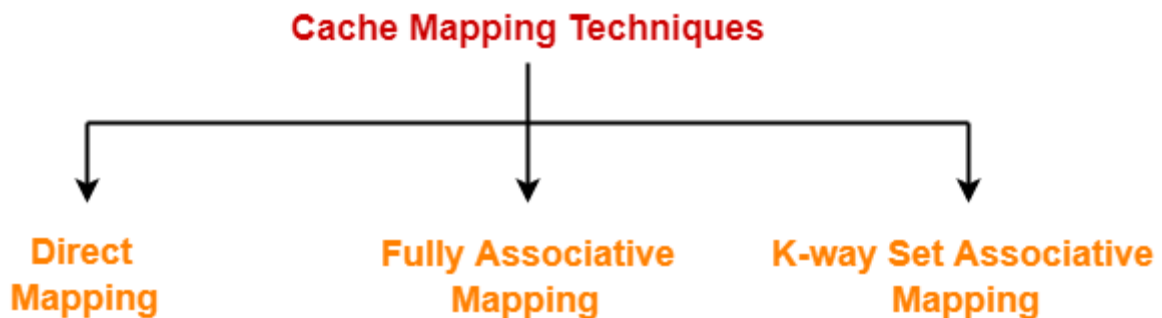 Cache Mapping Techniques
Direct
Mapping
Fully Associative
Mapping
K-way Set Associative
Mapping